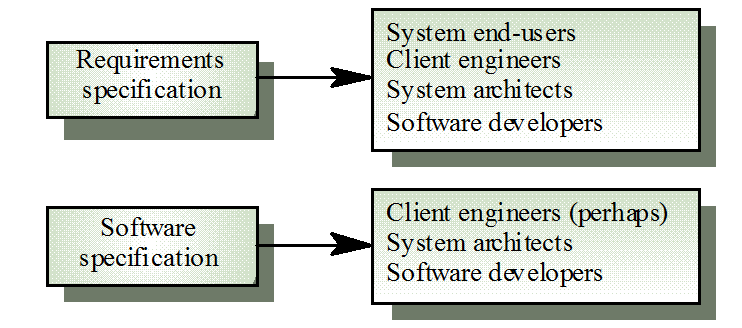 Requirements
specification
System end-users
Client engineers
System architects
Software developers
Software
specification
Client engineers (perhaps)
System architects
Software developers